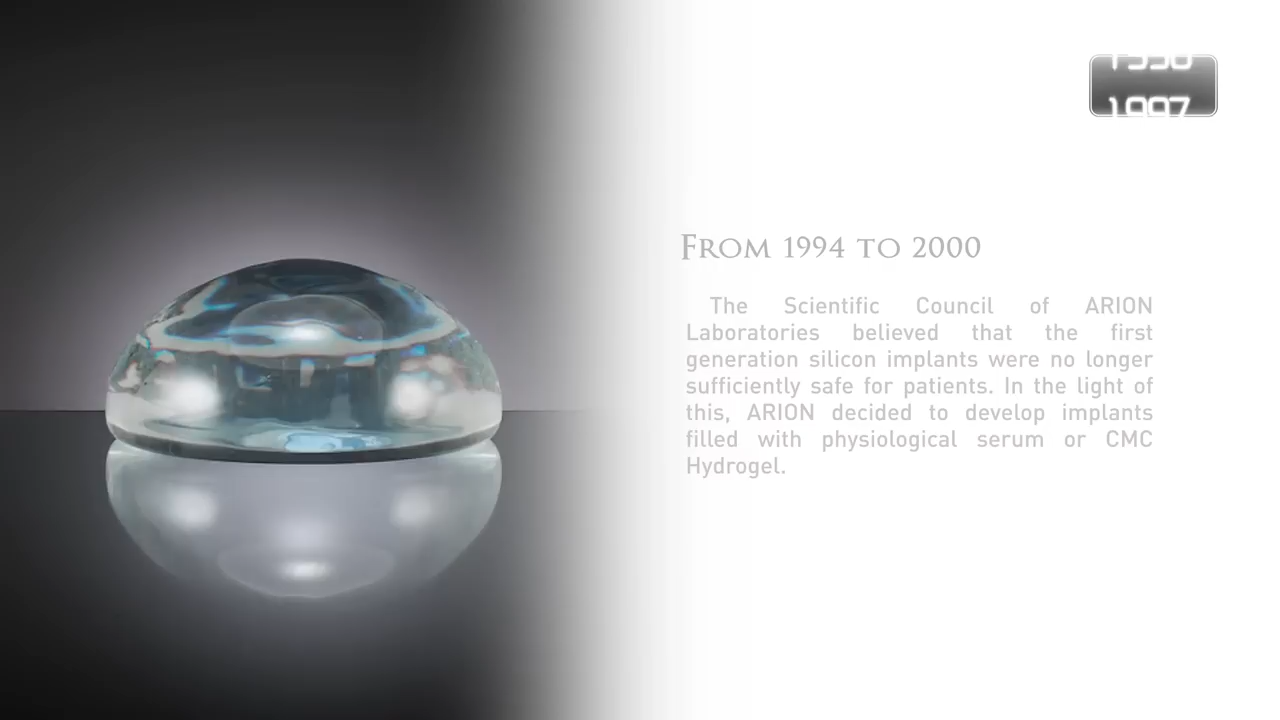 1997
From 1994 to 2000
The Scientific Council of ARION
Laboratories believed that the first
generation silicon implants were no longer
sufficiently safe for patients. In the light of
this, ARION decided to develop implants
filled with physiological serum or CMC
Hydrogel.